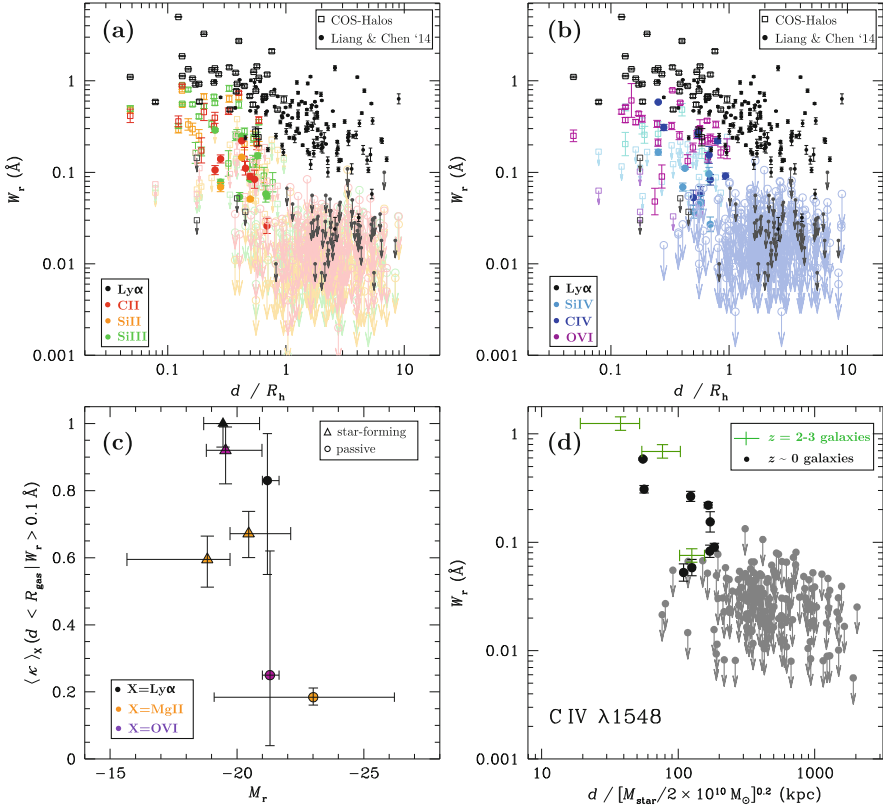 (a)
COS-Halos
Liang & Chen '14
Lyα
CII
SiII
SiIII
1
0.1
0.01
0.001
W_r (Å)
0.1 1 10
d / R_h
(b)
COS-Halos
Liang & Chen '14
Lyα
SiIV
CIV
OVI
1
0.1
0.01
0.001
W_r (Å)
0.1 1 10
d / R_h
(c)
star-forming
passive
X=Lyα
X=MgII
X=OVI
1
0.8
0.6
0.4
0.2
0
⟨κ⟩_X (d < R_gas | W_r > 0.1 Å)
−15 −20 −25
M_r
(d)
z = 2-3 galaxies
z ~ 0 galaxies
CIV λ1548
1
0.1
0.01
0.001
W_r (Å)
10 100 1000
d / [M_star/2 × 10^10 M_⊙]^0.2 (kpc)